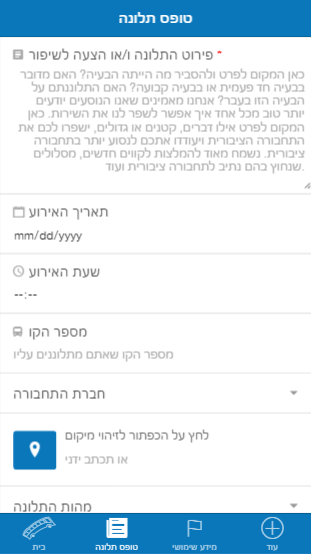 טופס תלונה
* פירוט התלונה ו/או הצעה לשיפור
כאן המקום לפרט ולהסביר מה הייתה הבעיה? האם מדובר
בבעיה חד פעמית או בבעיה קבועה? האם התלוננתם על
הבעיה הזו בעבר? אנחנו מאמינים שאנו הנוסעים יודעים
יותר טוב מכל אחד איך אפשר לשפר לנו את השירות. כאן
המקום לפרט אילו דברים, קטנים או גדולים, ישפרו לכם את
התחבורה הציבורית ויעודדו אתכם לנסוע יותר בתחבורה
ציבורית. נשמח מאוד להמלצות לקווים חדשים, מסלולים
שנחוץ בהם נתיב לתחבורה ציבורית ועוד.
תאריך האירוע
mm/dd/yyyy
שעת האירוע
--:--
מספר הקו
מספר הקו שאתם מתלוננים עליו
חברת התחבורה
לחץ על הכפתור לזיהוי מיקום
או תכתב ידני
מהות התלונה
בית
טופס תלונה
מידע שימושי
עוד